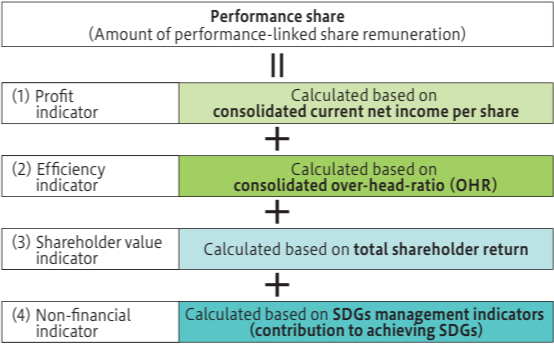 Performance share
(Amount of performance-linked share remuneration)
=
(1) Profit
indicator
Calculated based on
consolidated current net income per share
+
(2) Efficiency
indicator
Calculated based on
consolidated over-head-ratio (OHR)
+
(3) Shareholder value
indicator
Calculated based on total shareholder return
+
(4) Non-financial
indicator
Calculated based on SDGs management indicators
(contribution to achieving SDGs)